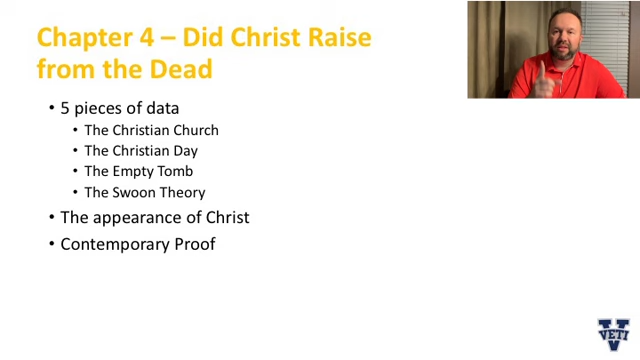 Chapter 4 – Did Christ Raise
from the Dead
• 5 pieces of data
• The Christian Church
• The Christian Day
• The Empty Tomb
• The Swoon Theory
• The appearance of Christ
• Contemporary Proof
VETI